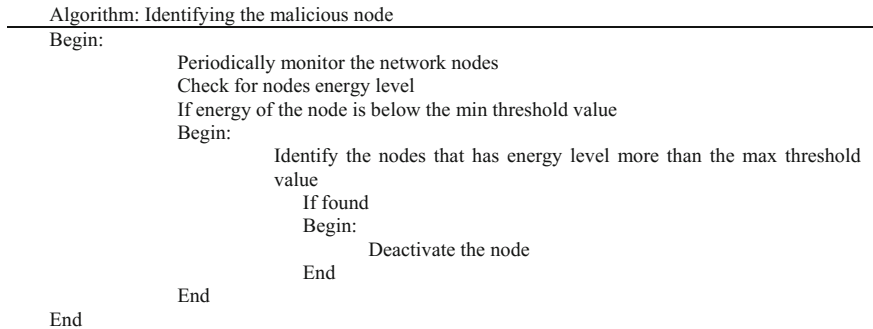 Algorithm: Identifying the malicious node
Begin:
Periodically monitor the network nodes
Check for nodes energy level
If energy of the node is below the min threshold value
Begin:
Identify the nodes that has energy level more than the max threshold
value
If found
Begin:
Deactivate the node
End
End
End